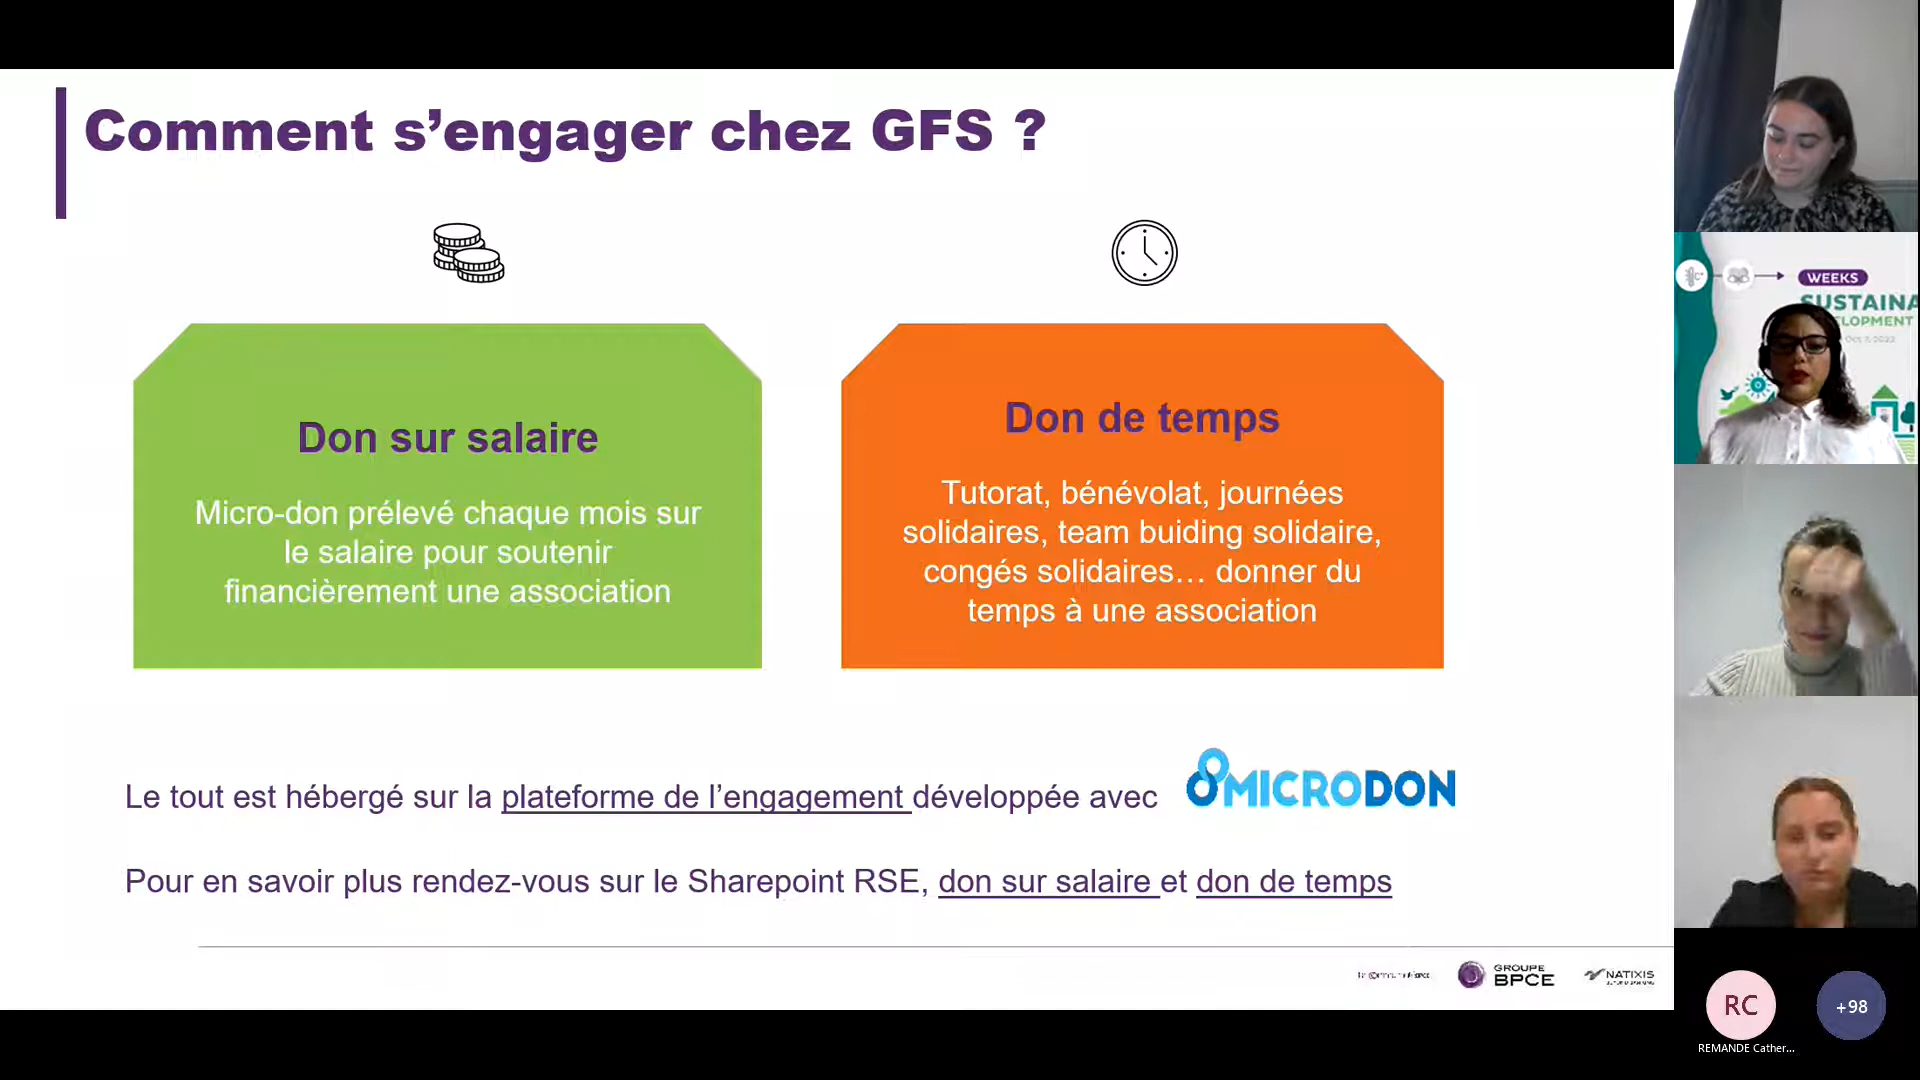 Comment s’engager chez GFS ?
Don sur salaire
Micro-don prélevé chaque mois sur
le salaire pour soutenir
financièrement une association
Don de temps
Tutorat, bénévolat, journées
solidaires, team buiding solidaire,
congés solidaires… donner du
temps à une association
Le tout est hébergé sur la plateforme de l’engagement développée avec
MICRODON
Pour en savoir plus rendez-vous sur le Sharepoint RSE, don sur salaire et don de temps
GROUPE
BPCE
NATIXIS
WEEKS
SUSTAINA
ELOPMENT
RC
REMANDE Cather...
+98